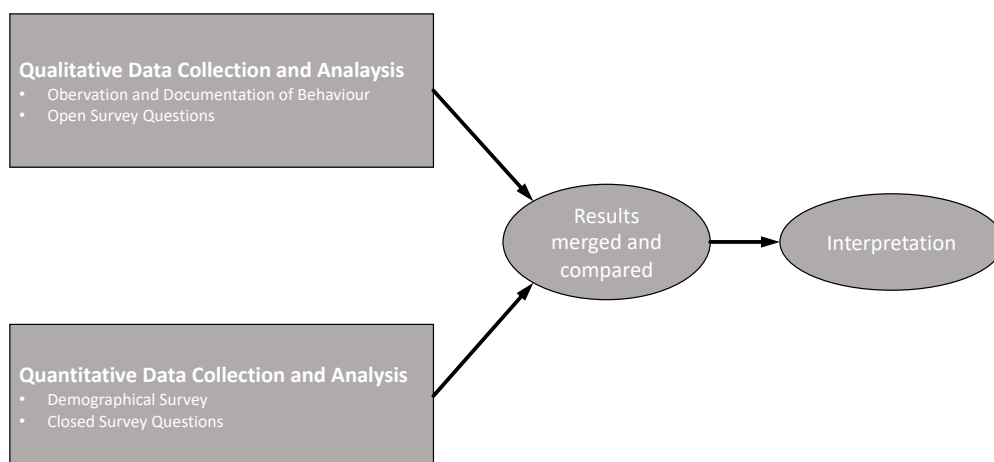 Qualitative Data Collection and Analaysis
• Obervation and Documentation of Behaviour
• Open Survey Questions
Results
merged and
compared
Interpretation
Quantitative Data Collection and Analysis
• Demographical Survey
• Closed Survey Questions